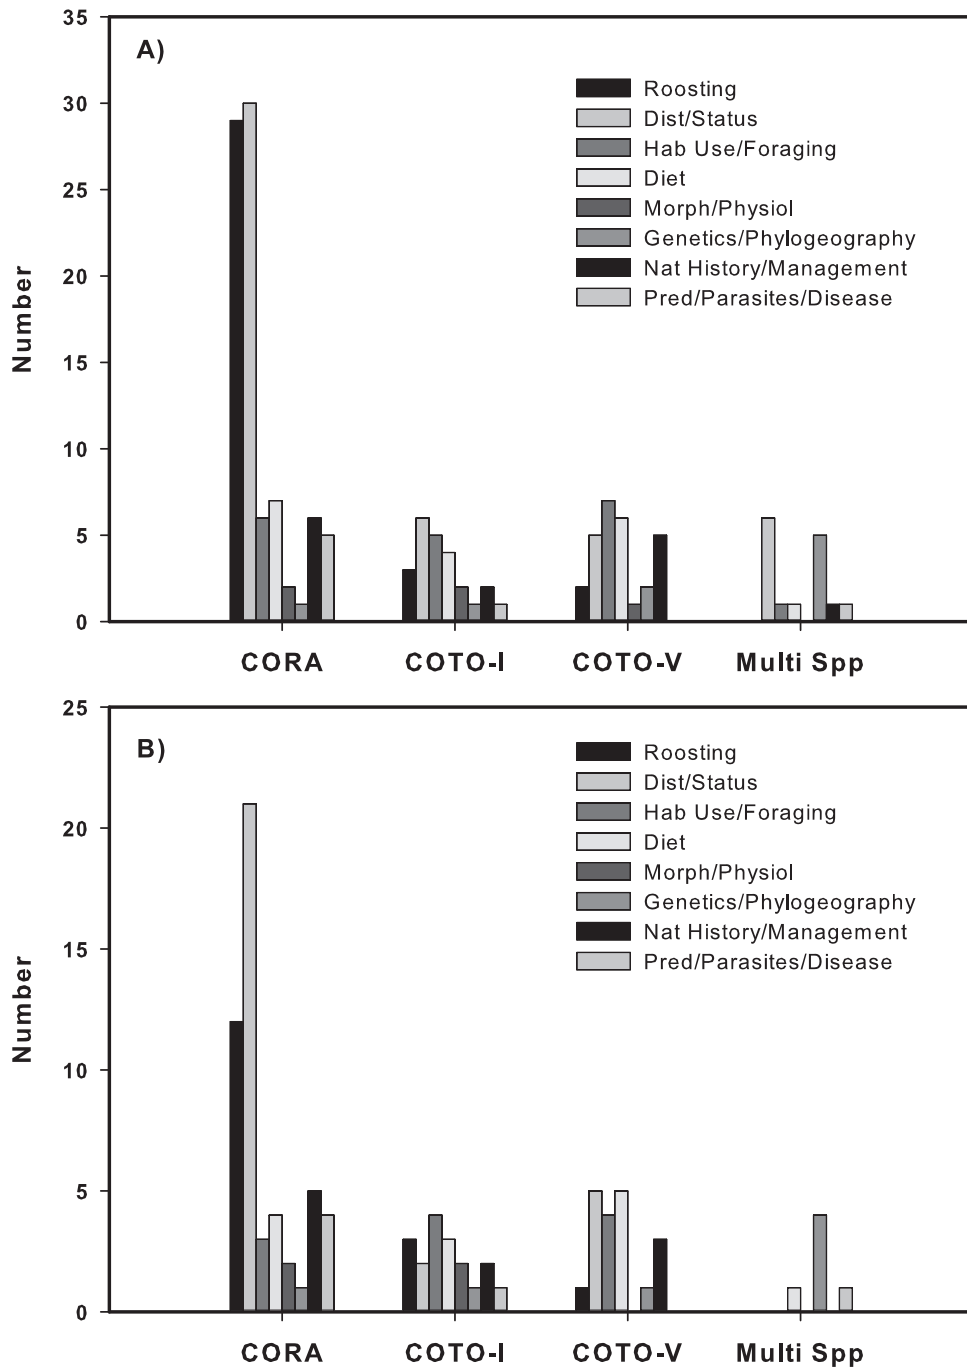 35
A)
30
25
20
15
10
5
0
Number
Roosting
Dist/Status
Hab Use/Foraging
Diet
Morph/Physiol
Genetics/Phylogeography
Nat History/Management
Pred/Parasites/Disease
CORA COTO-I COTO-V Multi Spp
25
B)
20
15
10
5
0
Number
Roosting
Dist/Status
Hab Use/Foraging
Diet
Morph/Physiol
Genetics/Phylogeography
Nat History/Management
Pred/Parasites/Disease
CORA COTO-I COTO-V Multi Spp